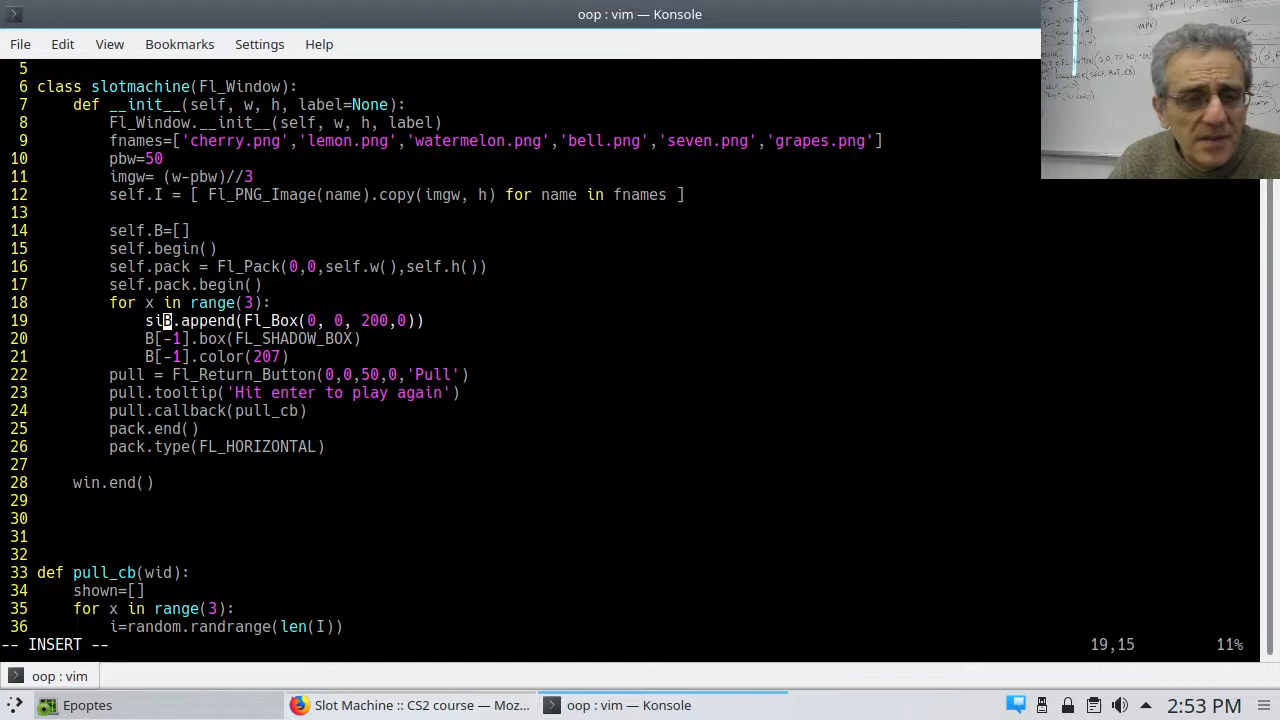 oop : vim — Konsole
File Edit View Bookmarks Settings Help
5
6 class slotmachine(Fl_Window):
7 def __init__(self, w, h, label=None):
8 Fl_Window.__init__(self, w, h, label)
9 fnames=['cherry.png','lemon.png','watermelon.png','bell.png','seven.png','grapes.png']
10 pbw=50
11 imgw= (w-pbw)//3
12 self.I = [ Fl_PNG_Image(name).copy(imgw, h) for name in fnames ]
13
14 self.B=[]
15 self.begin()
16 self.pack = Fl_Pack(0,0,self.w(),self.h())
17 self.pack.begin()
18 for x in range(3):
19 siB.append(Fl_Box(0, 0, 200,0))
20 B[-1].box(FL_SHADOW_BOX)
21 B[-1].color(207)
22 pull = Fl_Return_Button(0,0,50,0,'Pull')
23 pull.tooltip('Hit enter to play again')
24 pull.callback(pull_cb)
25 pack.end()
26 pack.type(FL_HORIZONTAL)
27
28 win.end()
29
30
31
32
33 def pull_cb(wid):
34 shown=[]
35 for x in range(3):
36 i=random.randrange(len(I))
-- INSERT -- 19,15 11%
oop : vim
Epoptes Slot Machine :: CS2 course — Moz... oop : vim — Konsole 2:53 PM